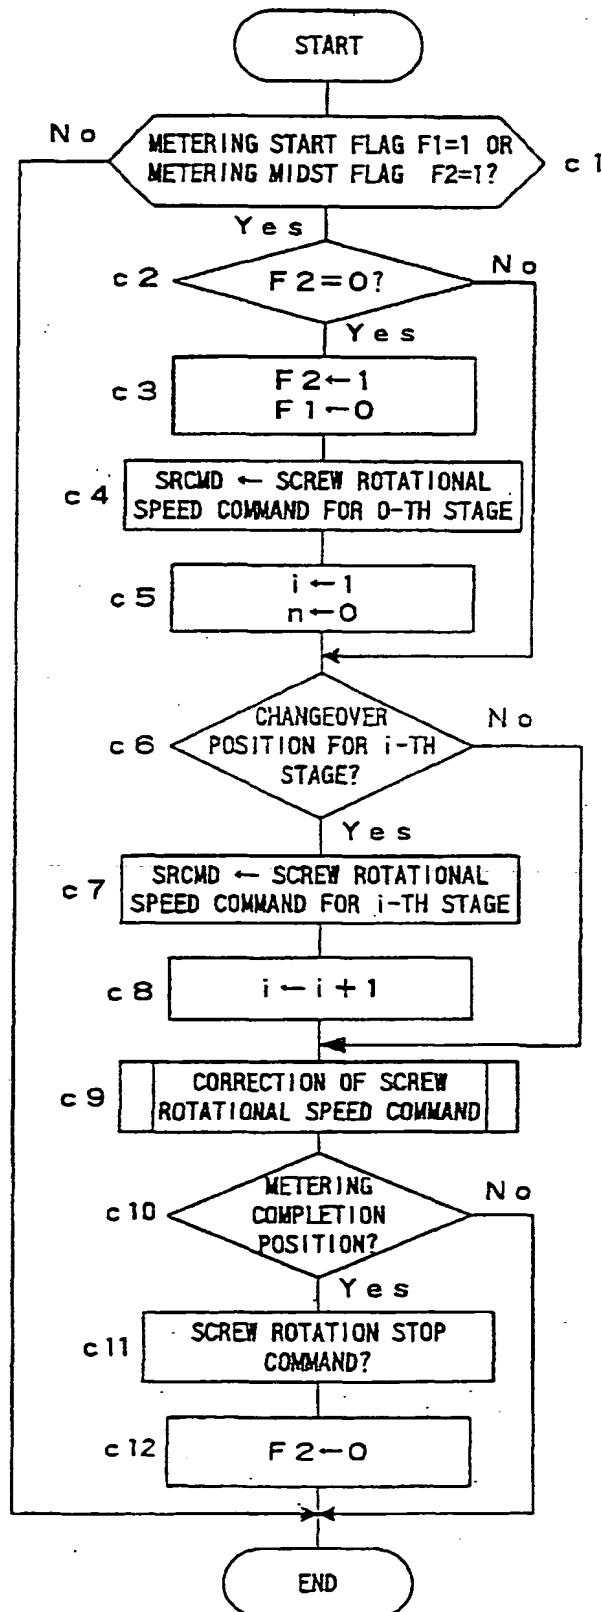 START
No
METERING START FLAG F1=1 OR
METERING MIDST FLAG F2=1?
c1
Yes
c2
F2=0?
No
Yes
c3
F2←1
F1←0
c4
SRCMD ← SCREW ROTATIONAL
SPEED COMMAND FOR 0-TH STAGE
c5
i←1
n←0
c6
CHANGEOVER
POSITION FOR i-TH
STAGE?
No
Yes
c7
SRCMD ← SCREW ROTATIONAL
SPEED COMMAND FOR i-TH STAGE
c8
i←i+1
c9
CORRECTION OF SCREW
ROTATIONAL SPEED COMMAND
c10
METERING
COMPLETION
POSITION?
No
Yes
c11
SCREW ROTATION STOP
COMMAND?
c12
F2←0
END